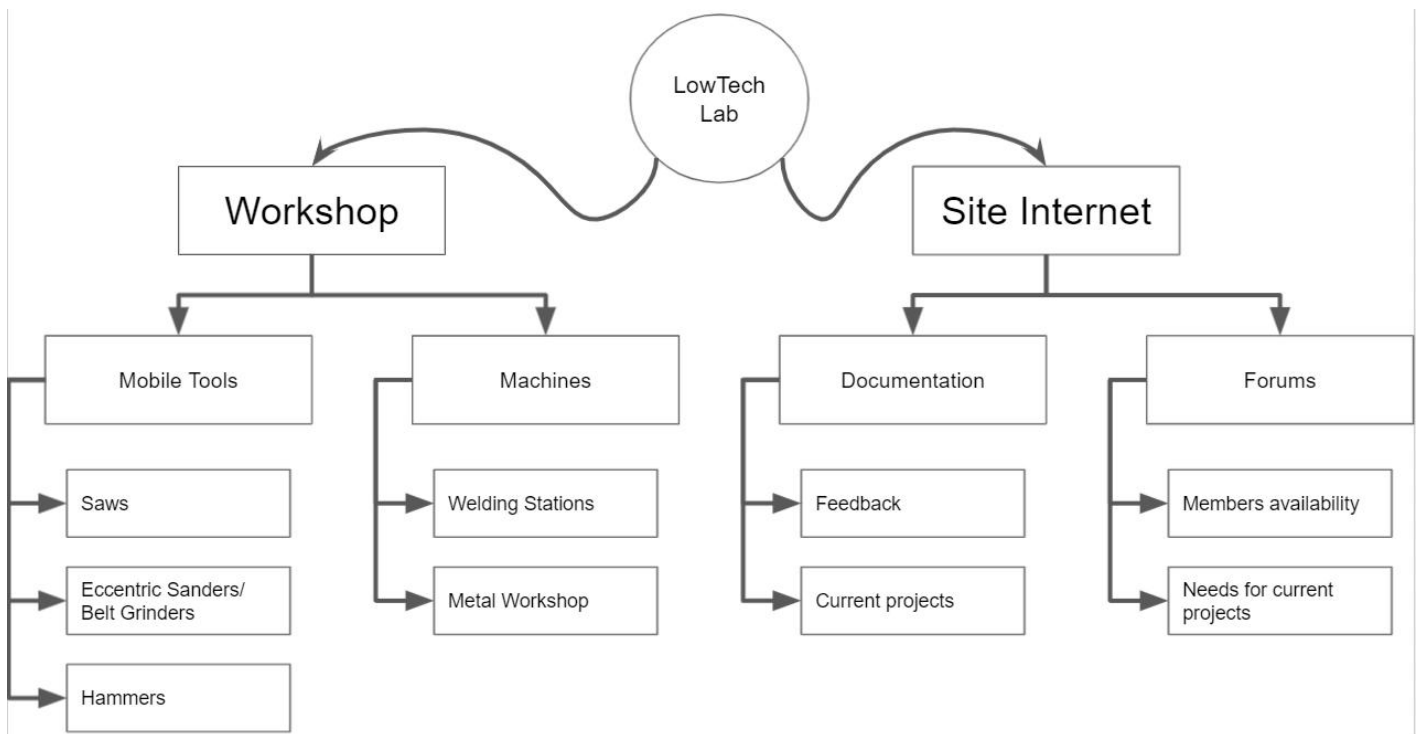 LowTech
Lab
Workshop
Site Internet
Mobile Tools
Machines
Documentation
Forums
Saws
Welding Stations
Feedback
Members availability
Eccentric Sanders/
Belt Grinders
Metal Workshop
Current projects
Needs for current
projects
Hammers